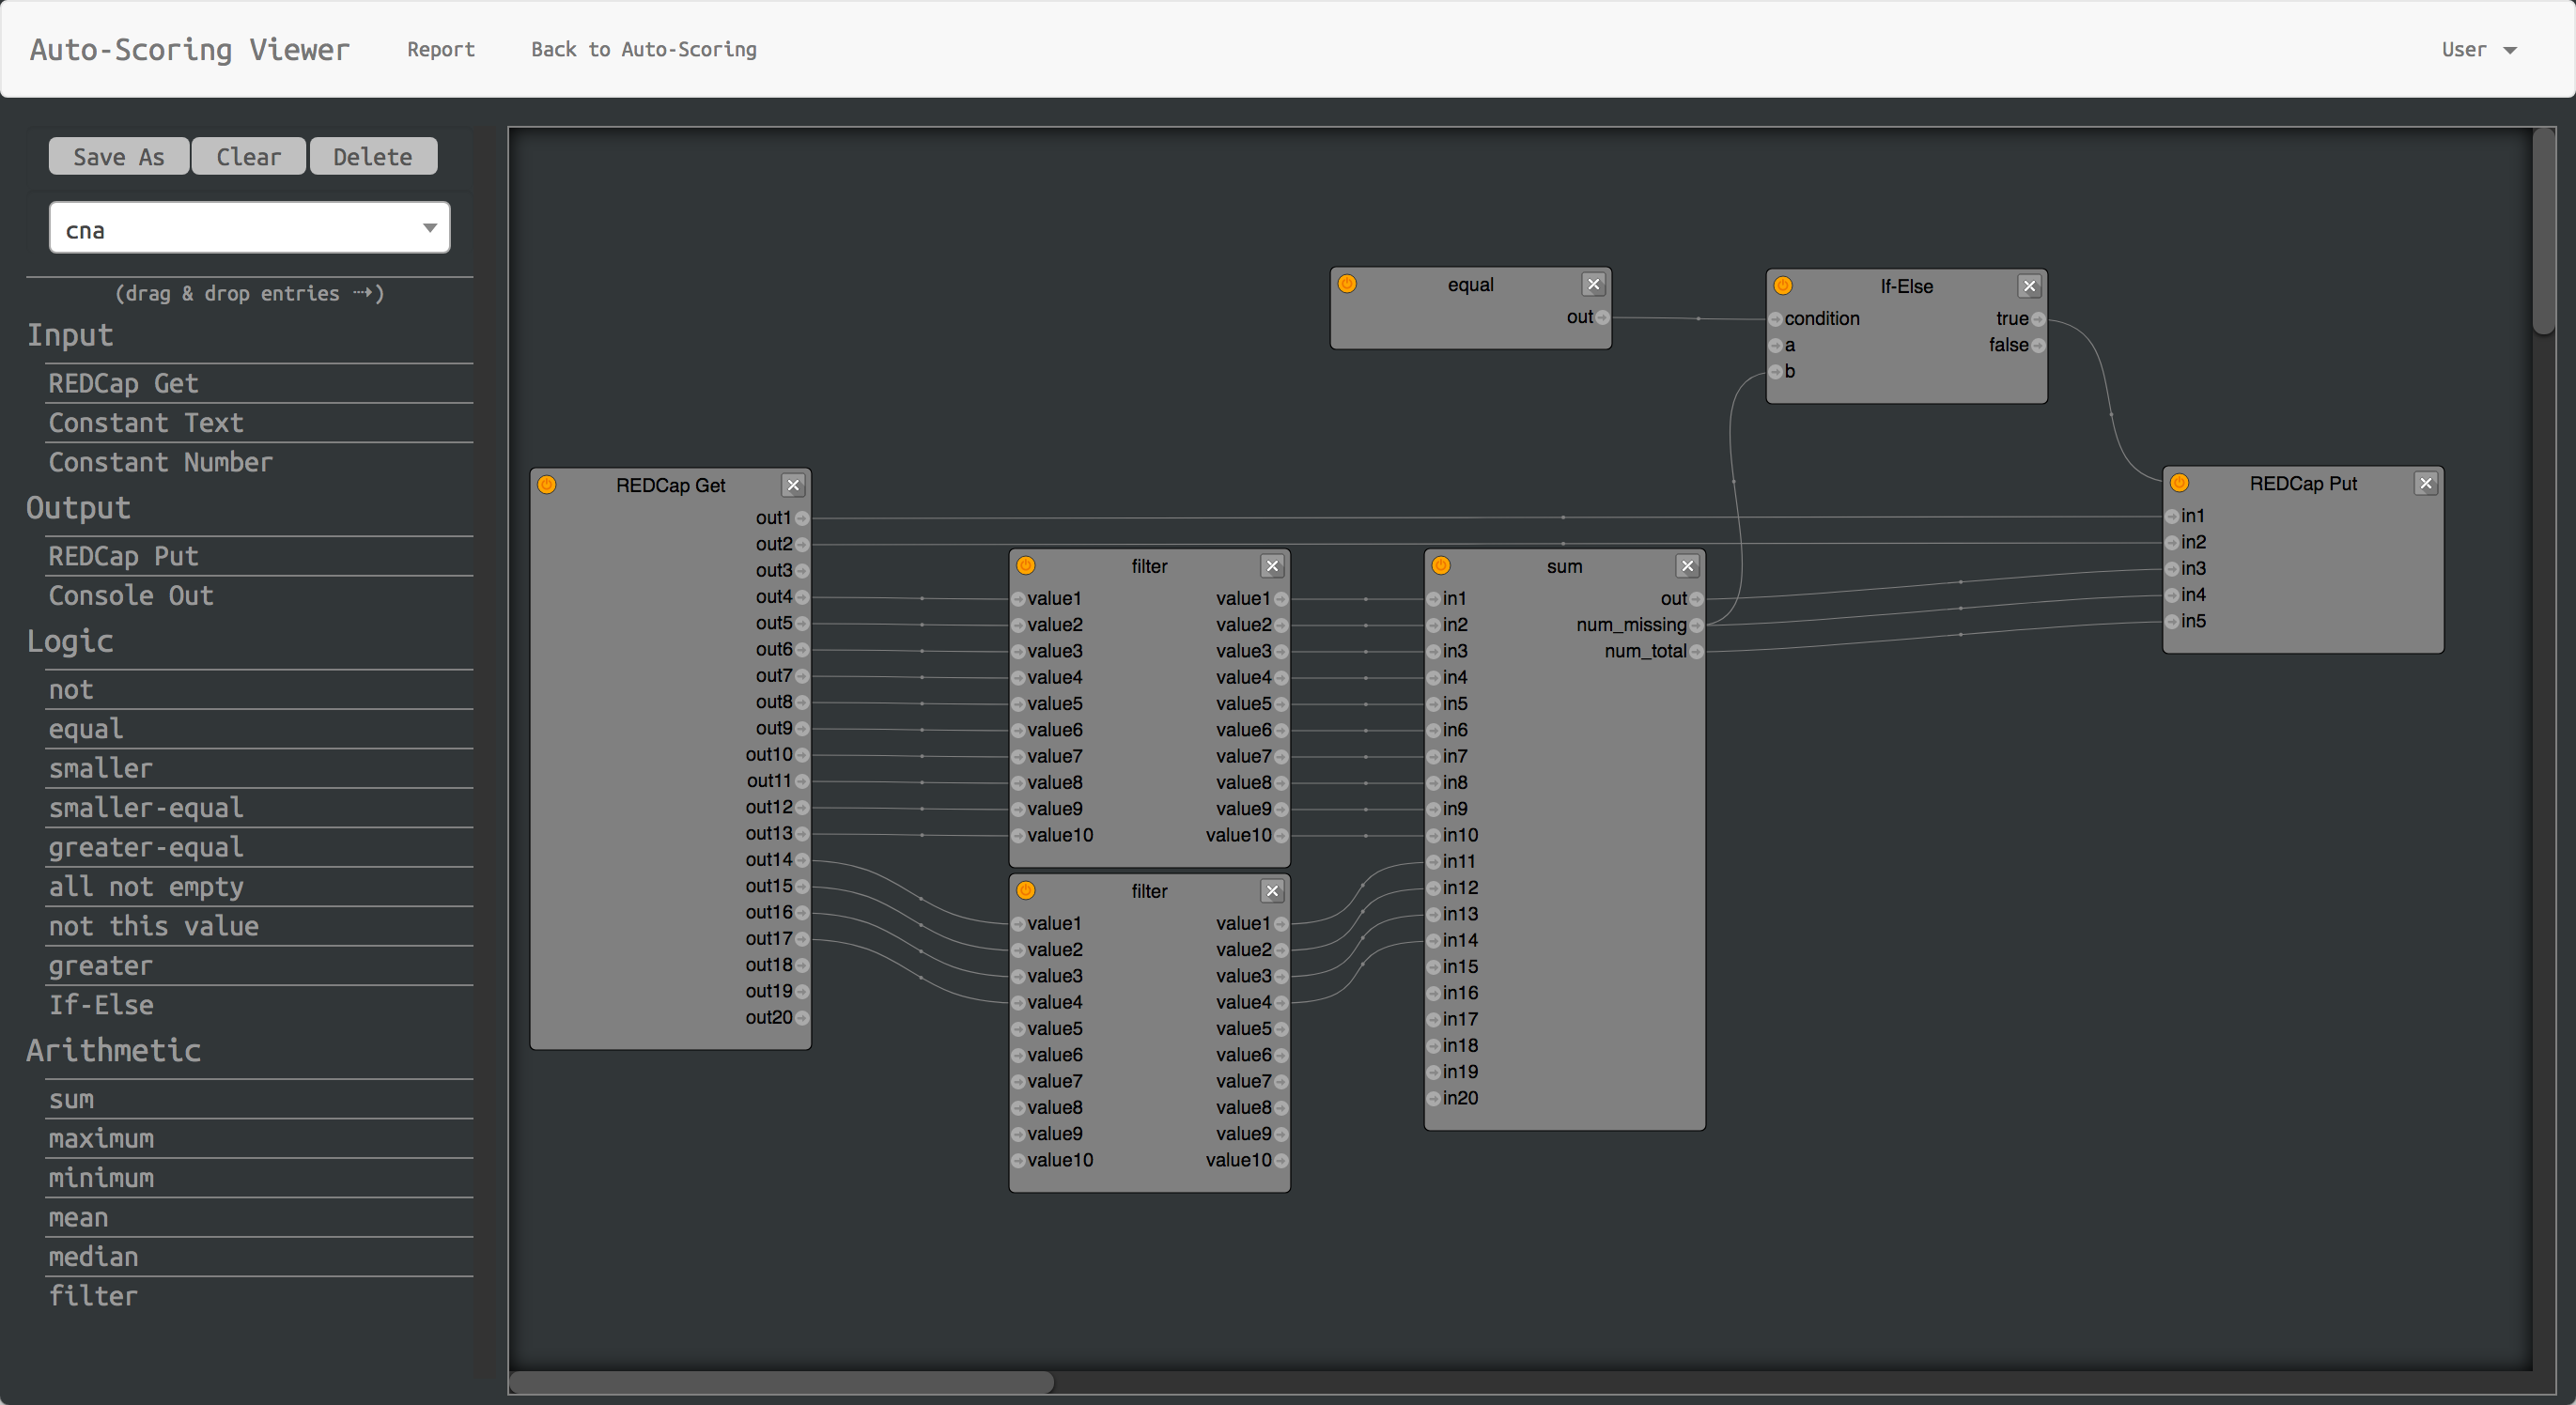 Auto-Scoring Viewer Report Back to Auto-Scoring User
Save As Clear Delete
cna
(drag & drop entries ⇢)
Input
REDCap Get
Constant Text
Constant Number
Output
REDCap Put
Console Out
Logic
not
equal
smaller
smaller-equal
greater-equal
all not empty
not this value
greater
If-Else
Arithmetic
sum
maximum
minimum
mean
median
filter
REDCap Get
out1
out2
out3
out4
out5
out6
out7
out8
out9
out10
out11
out12
out13
out14
out15
out16
out17
out18
out19
out20
filter
value1 value1
value2 value2
value3 value3
value4 value4
value5 value5
value6 value6
value7 value7
value8 value8
value9 value9
value10 value10
filter
value1 value1
value2 value2
value3 value3
value4 value4
value5 value5
value6 value6
value7 value7
value8 value8
value9 value9
value10 value10
equal
out
sum
in1 out
in2 num_missing
in3 num_total
in4
in5
in6
in7
in8
in9
in10
in11
in12
in13
in14
in15
in16
in17
in18
in19
in20
If-Else
condition true
a false
b
REDCap Put
in1
in2
in3
in4
in5